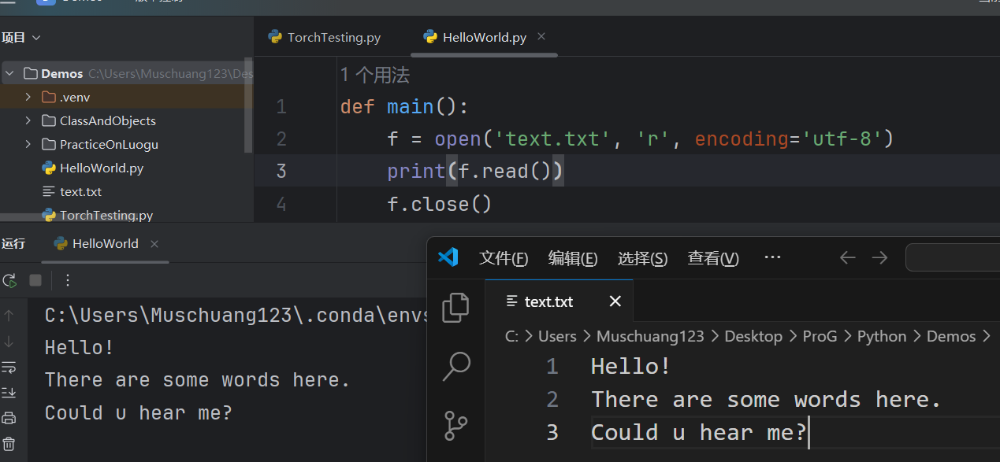 项目
Demos C:\Users\Muschuang123\Des
.venv
ClassAndObjects
PracticeOnLuogu
HelloWorld.py
text.txt
TorchTesting.py
TorchTesting.py
HelloWorld.py
1 个用法
1 def main():
2 f = open('text.txt', 'r', encoding='utf-8')
3 print(f.read())
4 f.close()
运行
HelloWorld
C:\Users\Muschuang123\.conda\envs
Hello!
There are some words here.
Could u hear me?
文件(F) 编辑(E) 选择(S) 查看(V) ...
text.txt
C: > Users > Muschuang123 > Desktop > ProG > Python > Demos >
1 Hello!
2 There are some words here.
3 Could u hear me?